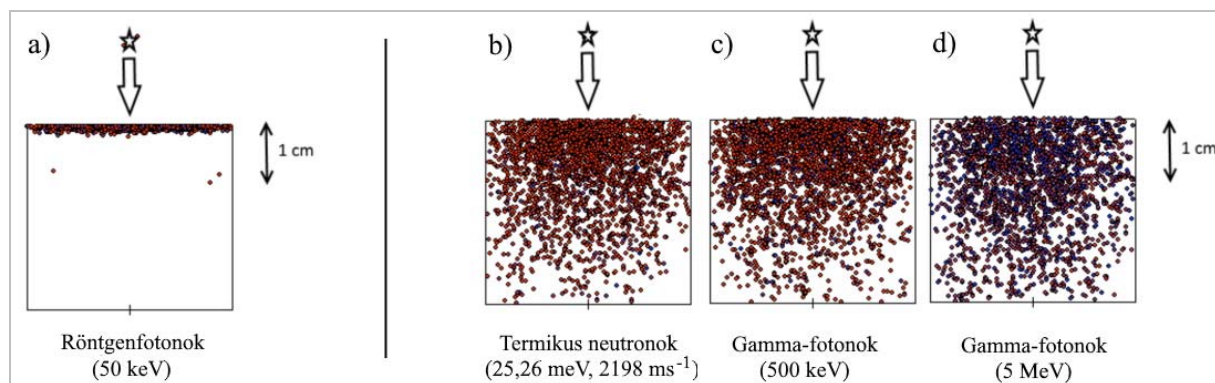 a)
1 cm
Röntgenfotonok
(50 keV)
b)
Termikus neutronok
(25,26 meV, 2198 ms⁻¹)
c)
Gamma-fotonok
(500 keV)
d)
1 cm
Gamma-fotonok
(5 MeV)